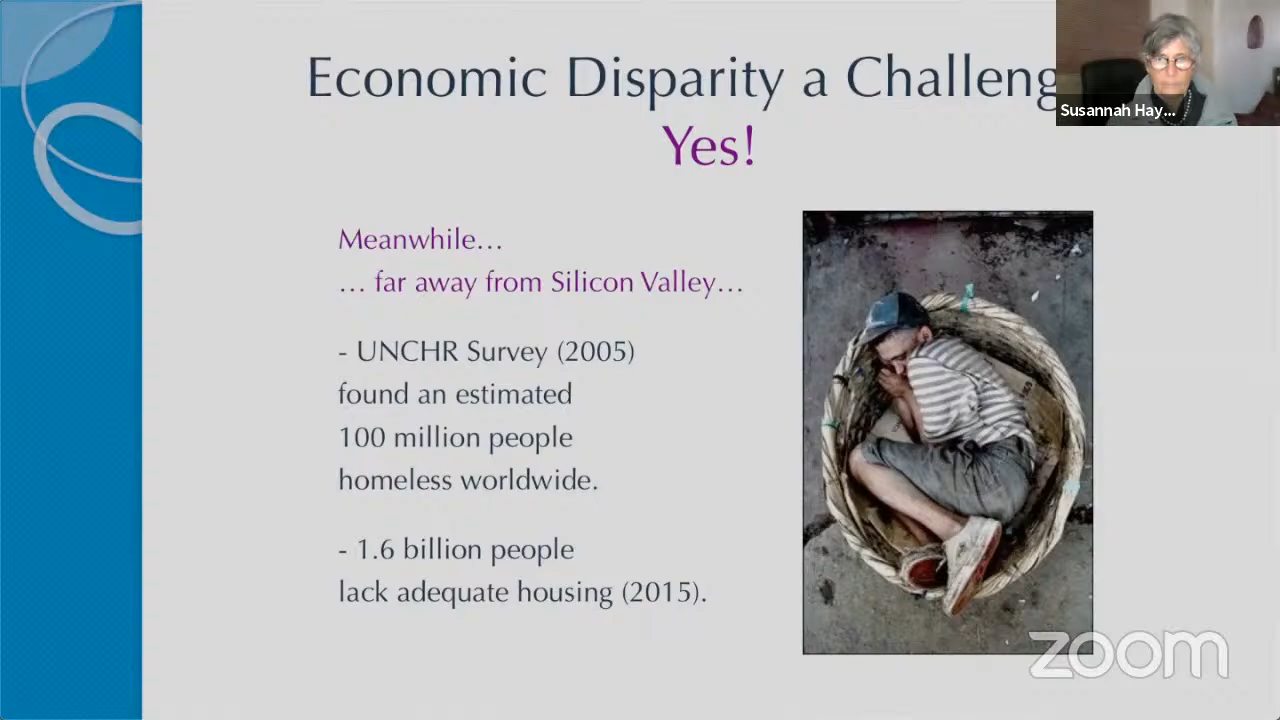 Economic Disparity a Challeng
Yes!
Susannah Hay...
Meanwhile…
… far away from Silicon Valley…
- UNCHR Survey (2005)
found an estimated
100 million people
homeless worldwide.
- 1.6 billion people
lack adequate housing (2015).
zoom